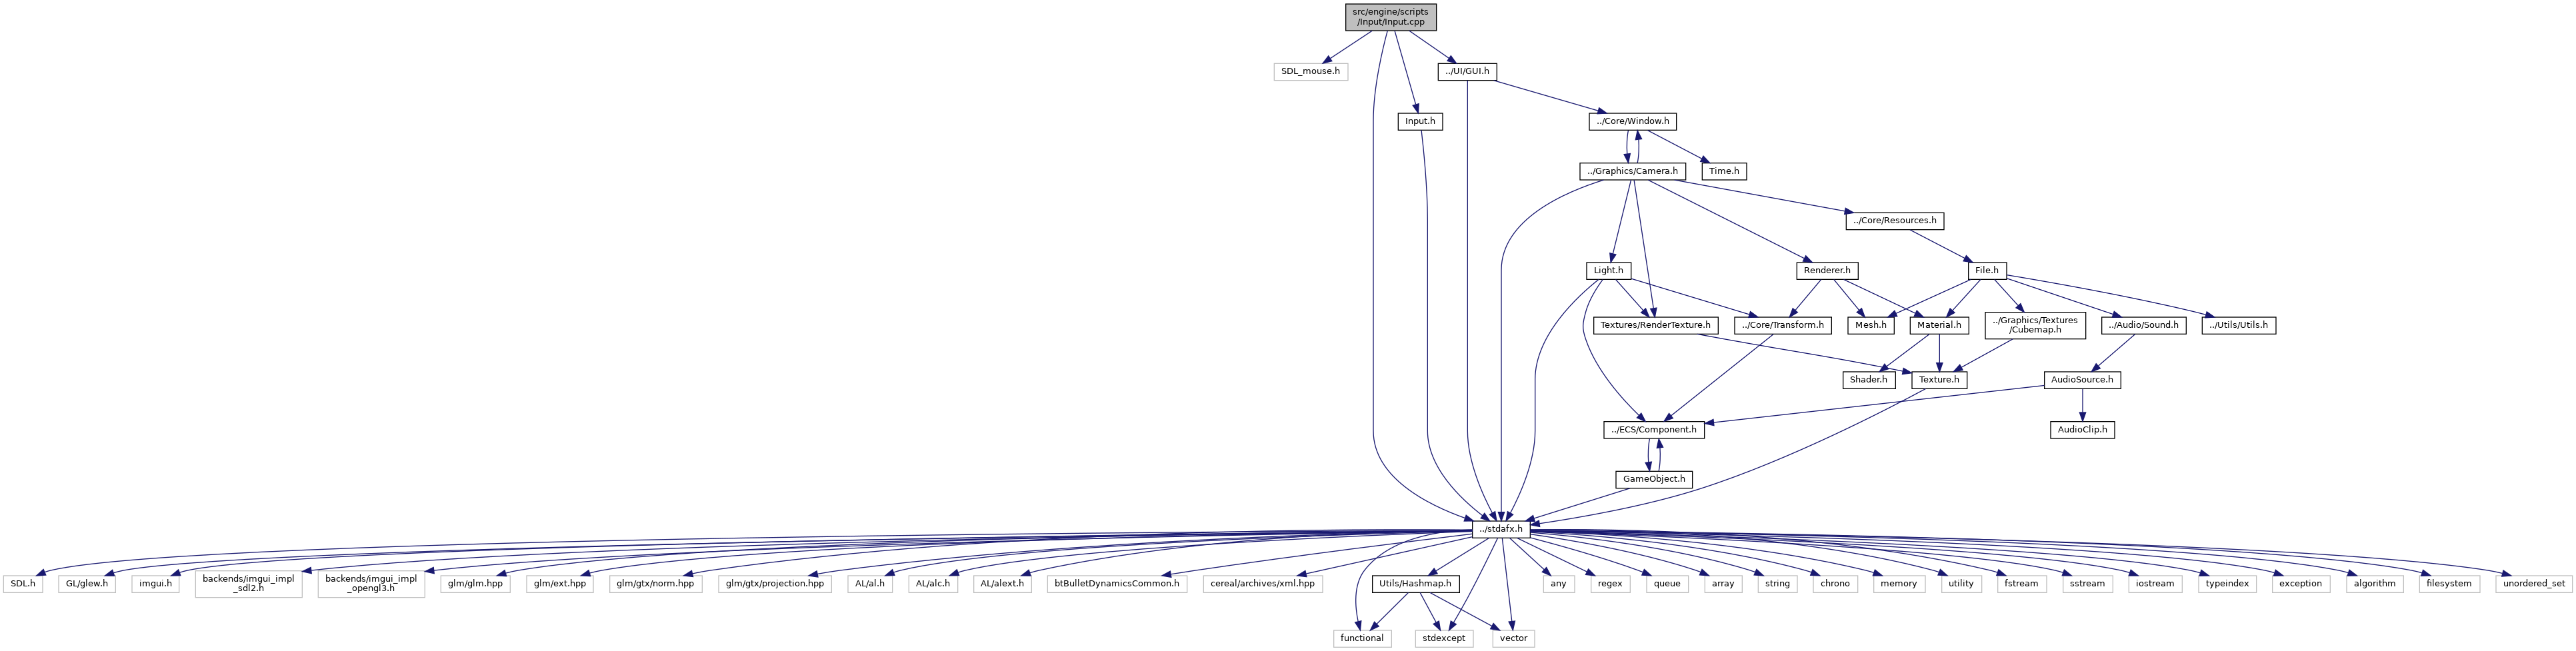 src/engine/scripts
/Input/Input.cpp
SDL_mouse.h
../UI/GUI.h
Input.h
../Core/Window.h
../Graphics/Camera.h
Time.h
../Core/Resources.h
Light.h
Renderer.h
File.h
Textures/RenderTexture.h
../Core/Transform.h
Mesh.h
Material.h
../Graphics/Textures
/Cubemap.h
../Audio/Sound.h
../Utils/Utils.h
Shader.h
Texture.h
AudioSource.h
../ECS/Component.h
AudioClip.h
GameObject.h
../stdafx.h
SDL.h
GL/glew.h
imgui.h
backends/imgui_impl
_sdl2.h
backends/imgui_impl
_opengl3.h
glm/glm.hpp
glm/ext.hpp
glm/gtx/norm.hpp
glm/gtx/projection.hpp
AL/al.h
AL/alc.h
AL/alext.h
btBulletDynamicsCommon.h
cereal/archives/xml.hpp
Utils/Hashmap.h
any
regex
queue
array
string
chrono
memory
utility
fstream
sstream
iostream
typeindex
exception
algorithm
filesystem
unordered_set
functional
stdexcept
vector